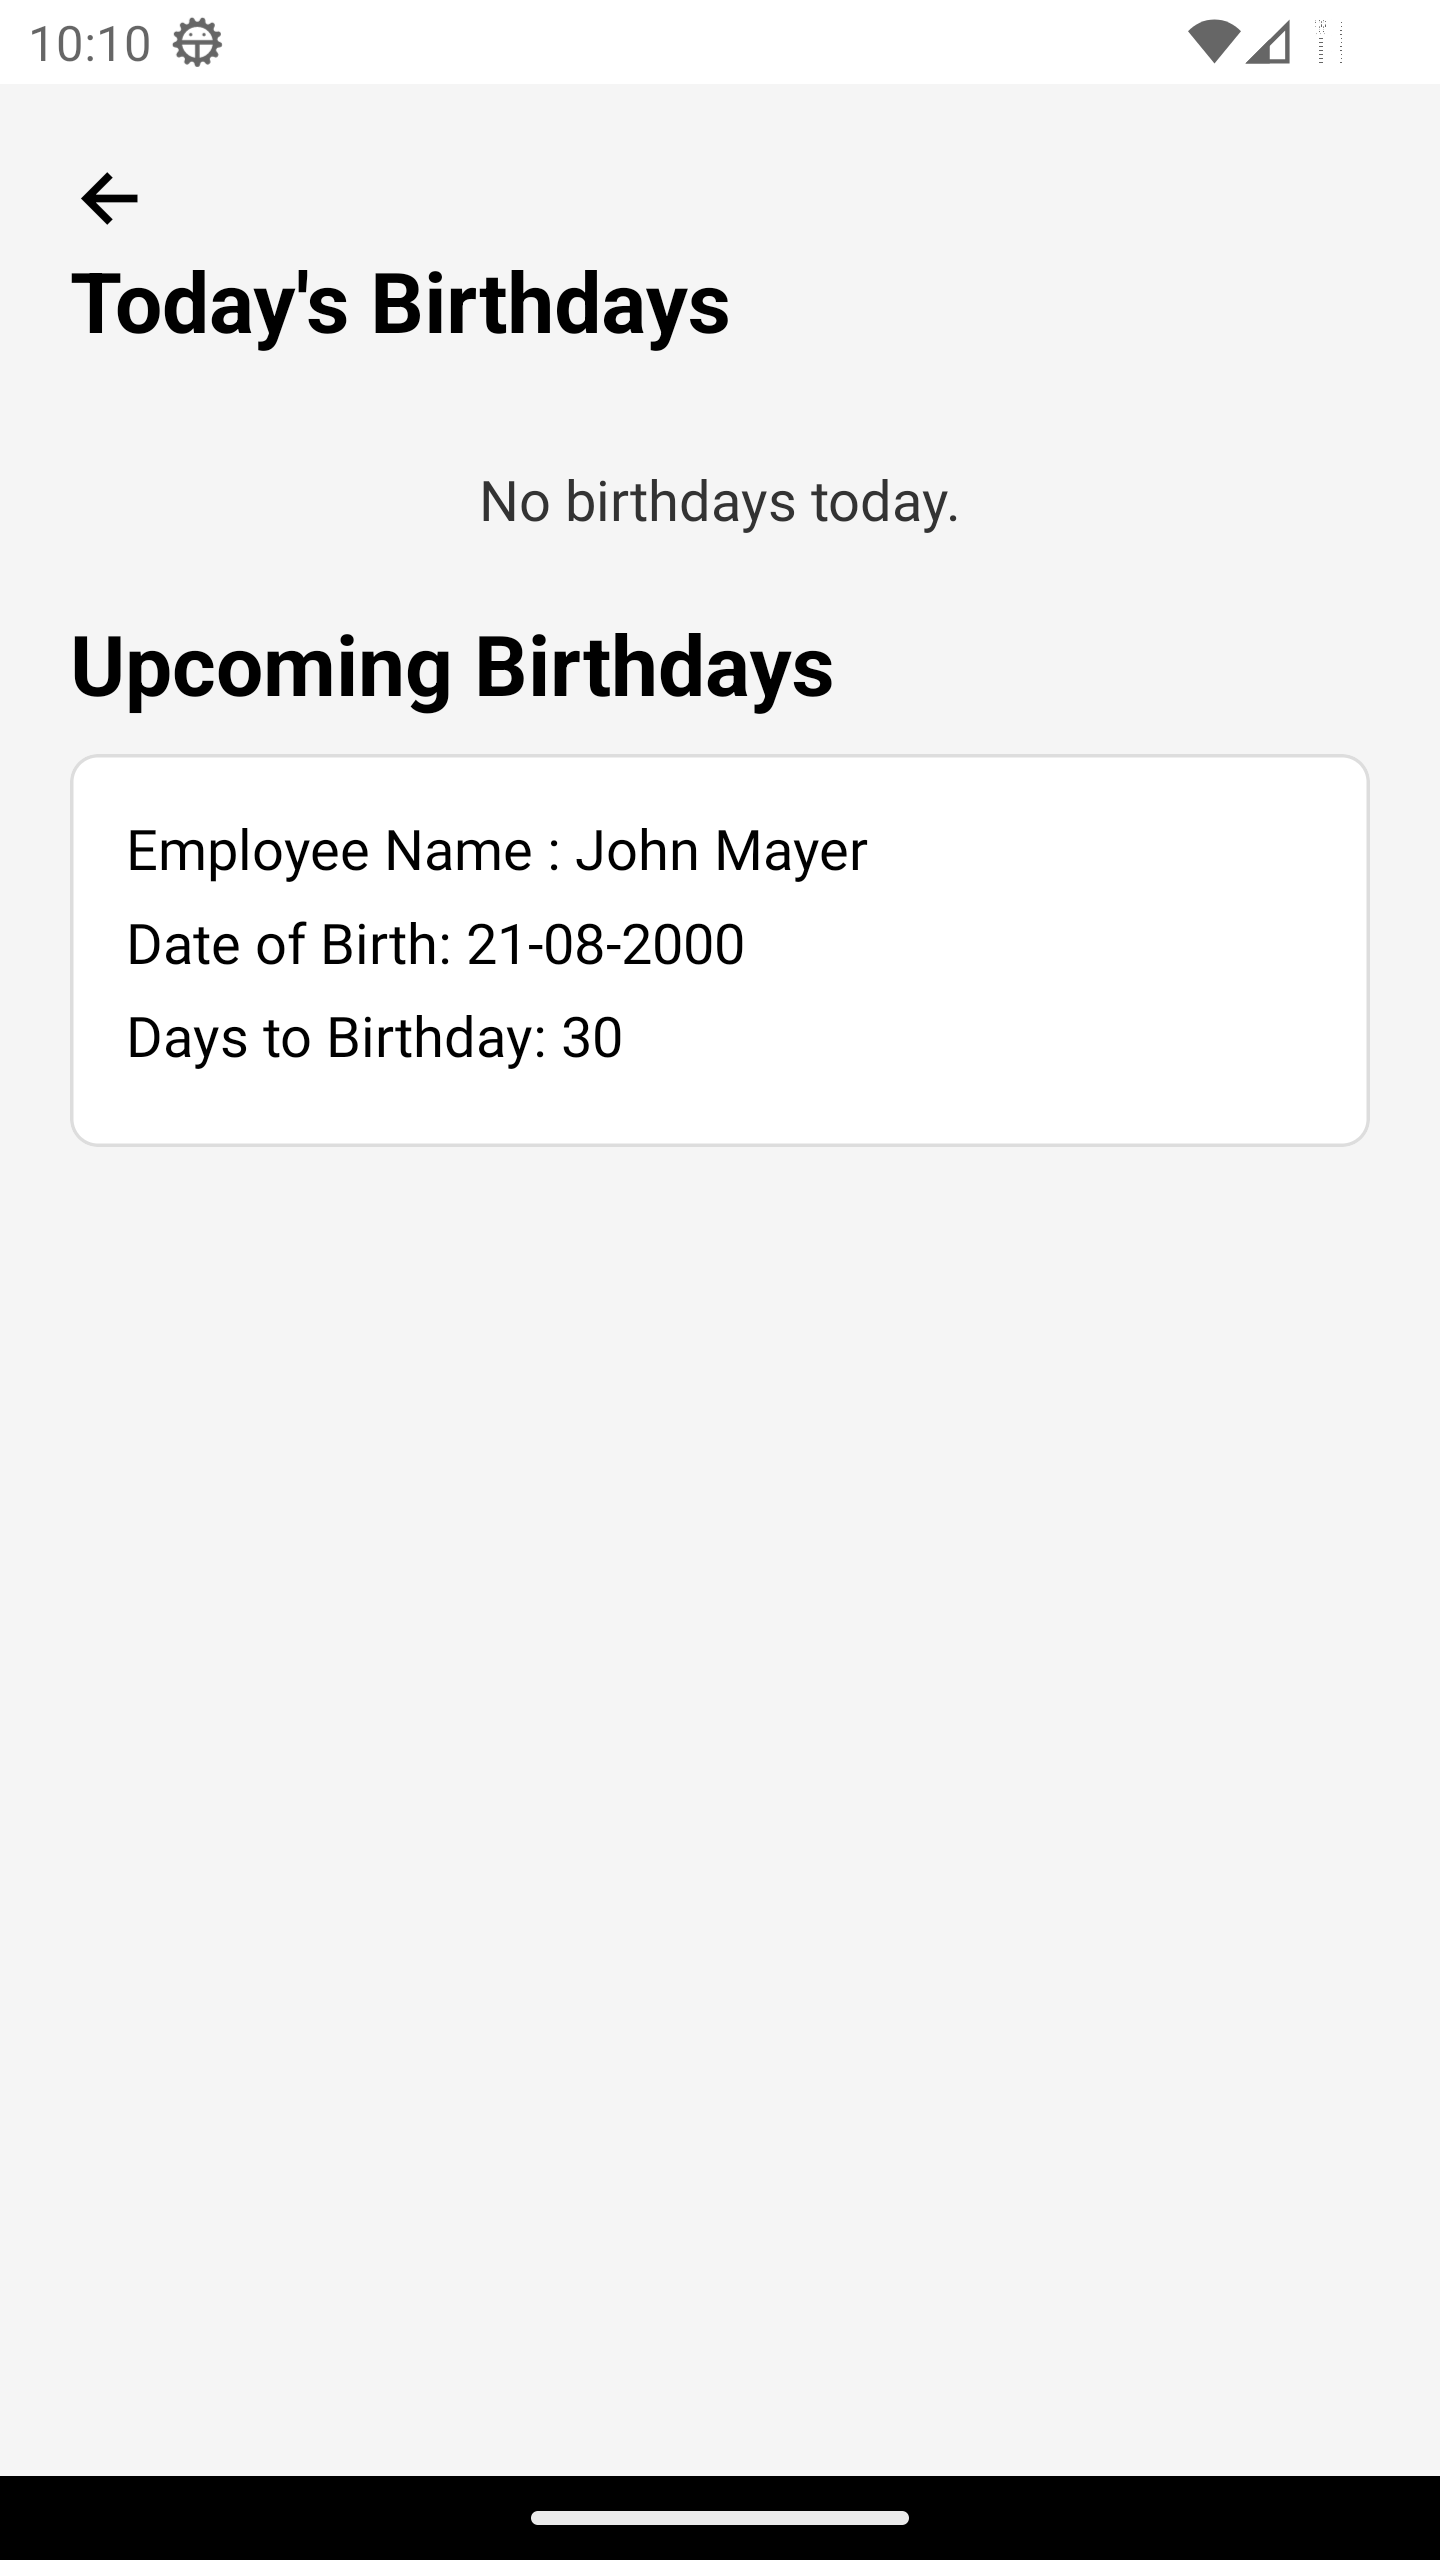 10:10
Today's Birthdays
No birthdays today.
Upcoming Birthdays
Employee Name : John Mayer
Date of Birth: 21-08-2000
Days to Birthday: 30